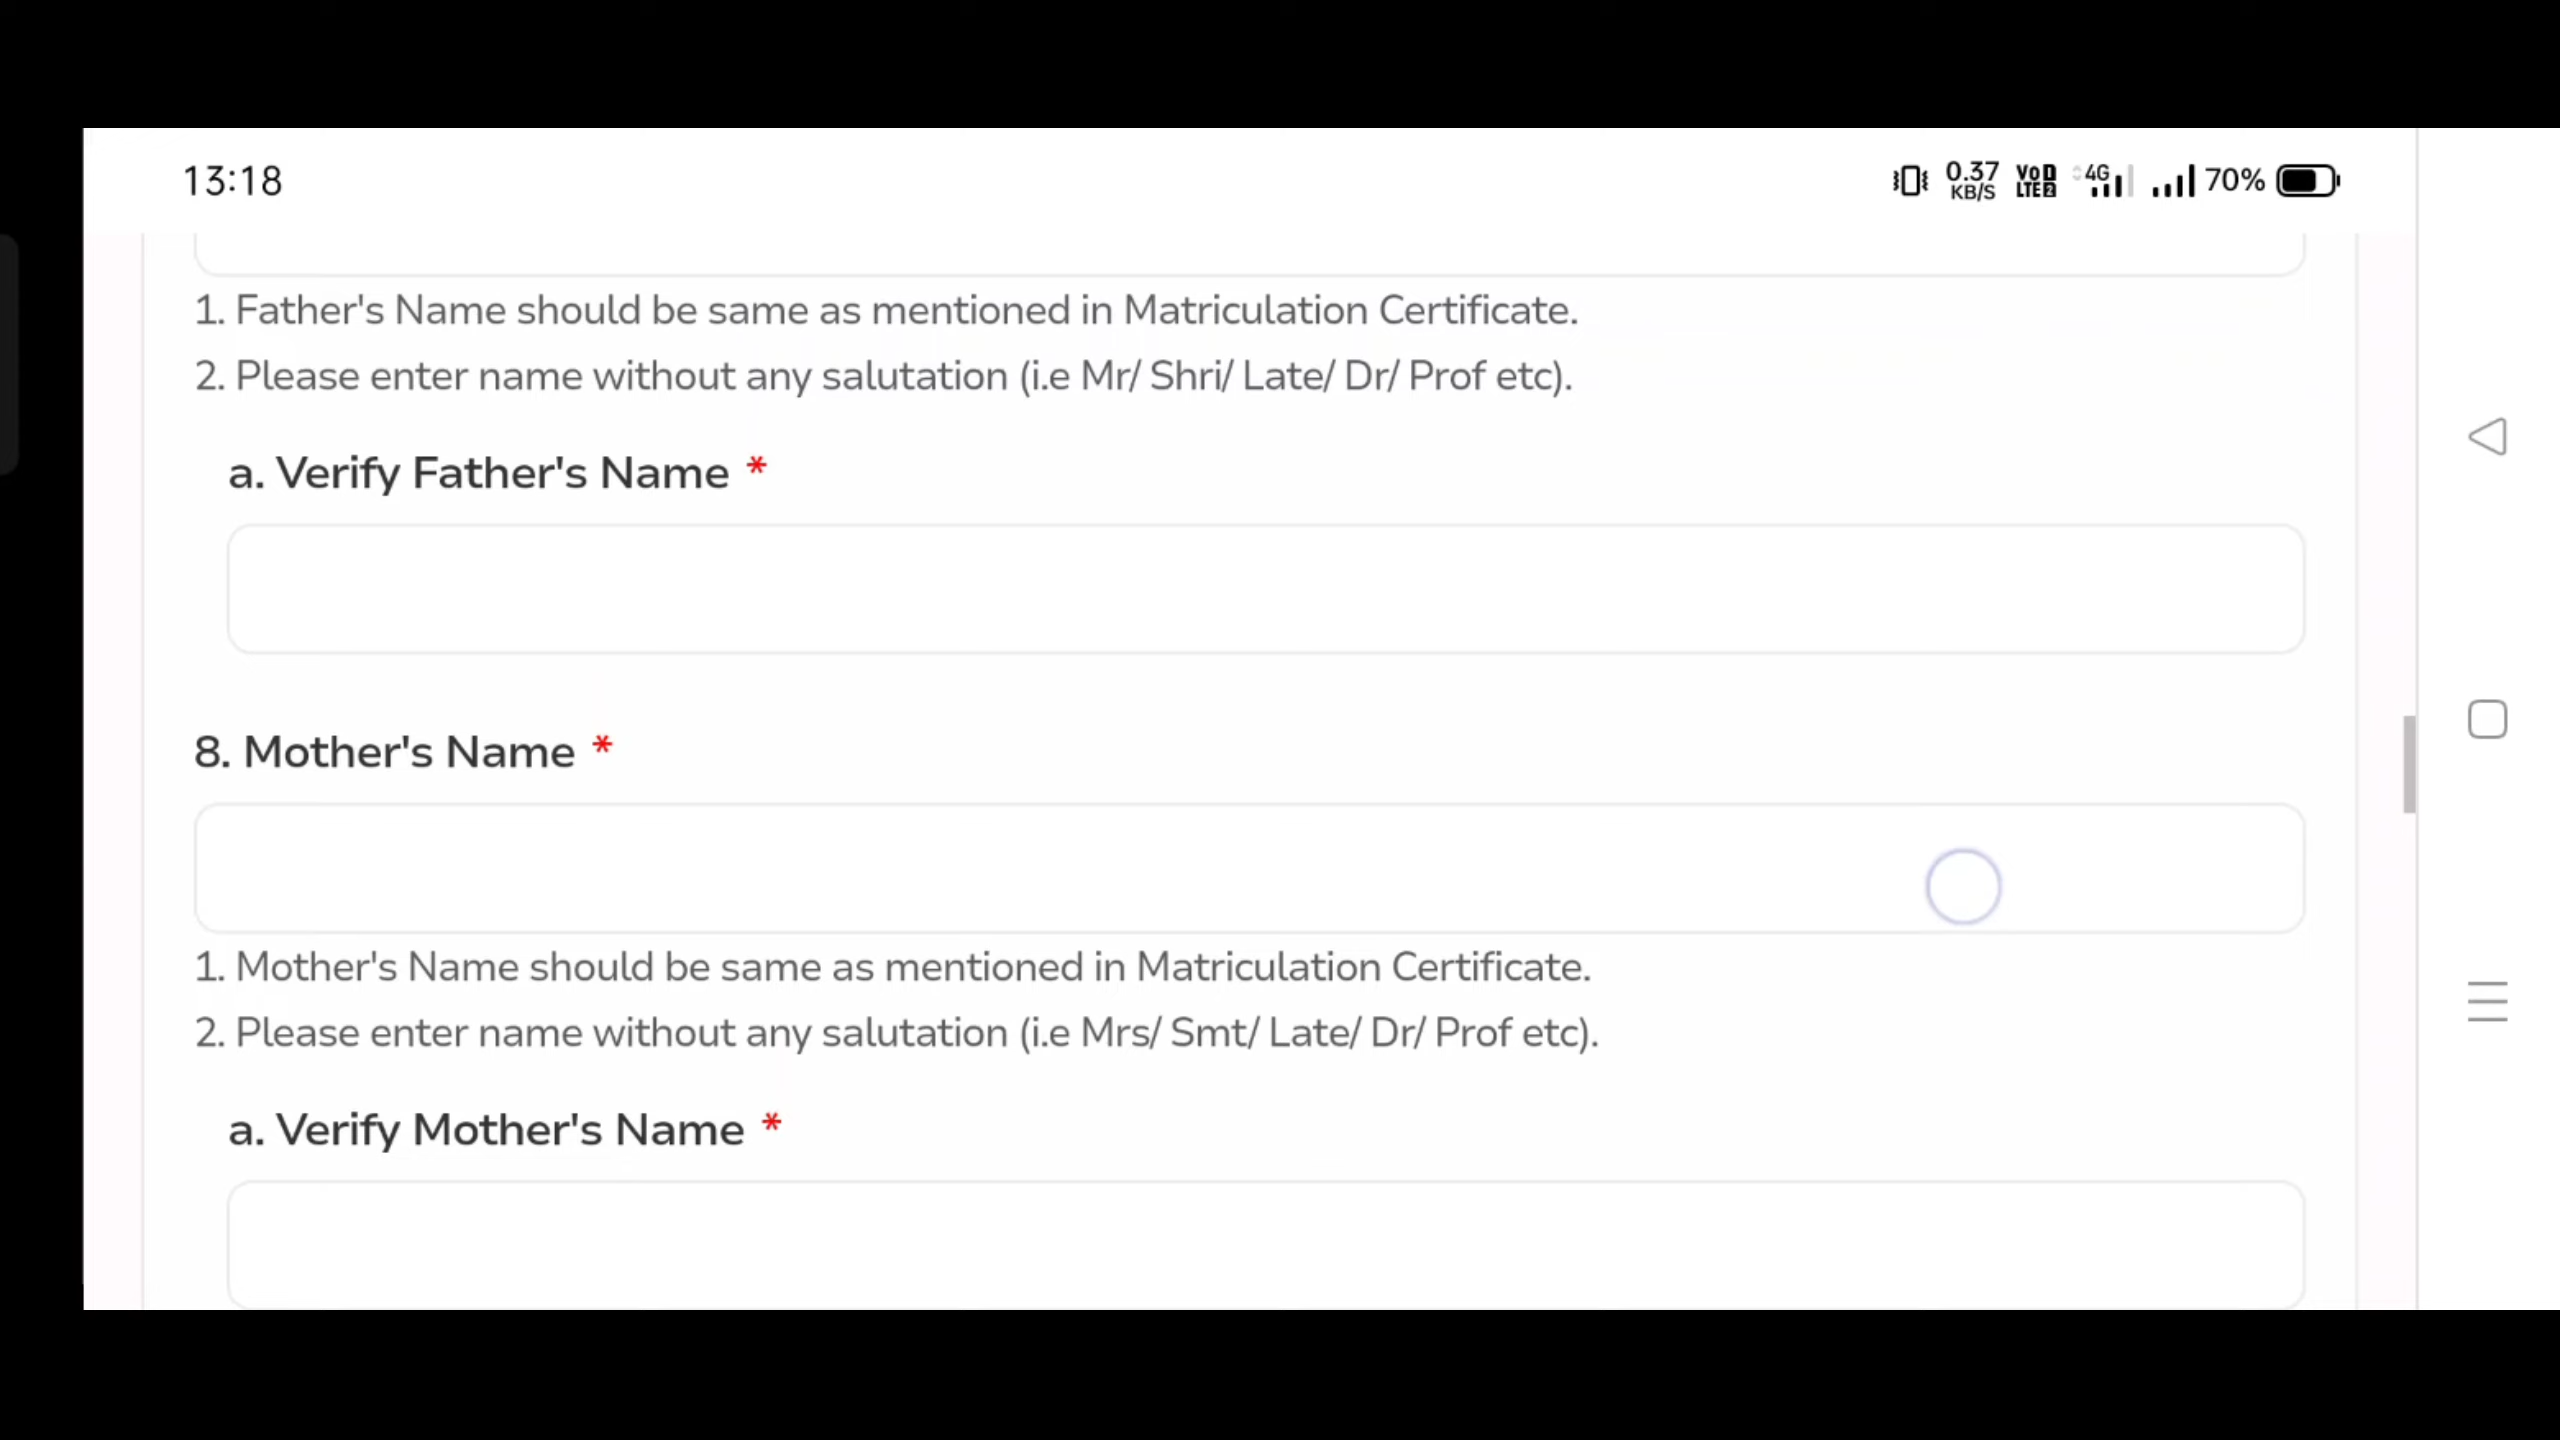 13:18
0.37 KB/S VoD LTE2 4G 70%
1. Father's Name should be same as mentioned in Matriculation Certificate.
2. Please enter name without any salutation (i.e Mr/ Shri/ Late/ Dr/ Prof etc).
a. Verify Father's Name *
8. Mother's Name *
1. Mother's Name should be same as mentioned in Matriculation Certificate.
2. Please enter name without any salutation (i.e Mrs/ Smt/ Late/ Dr/ Prof etc).
a. Verify Mother's Name *